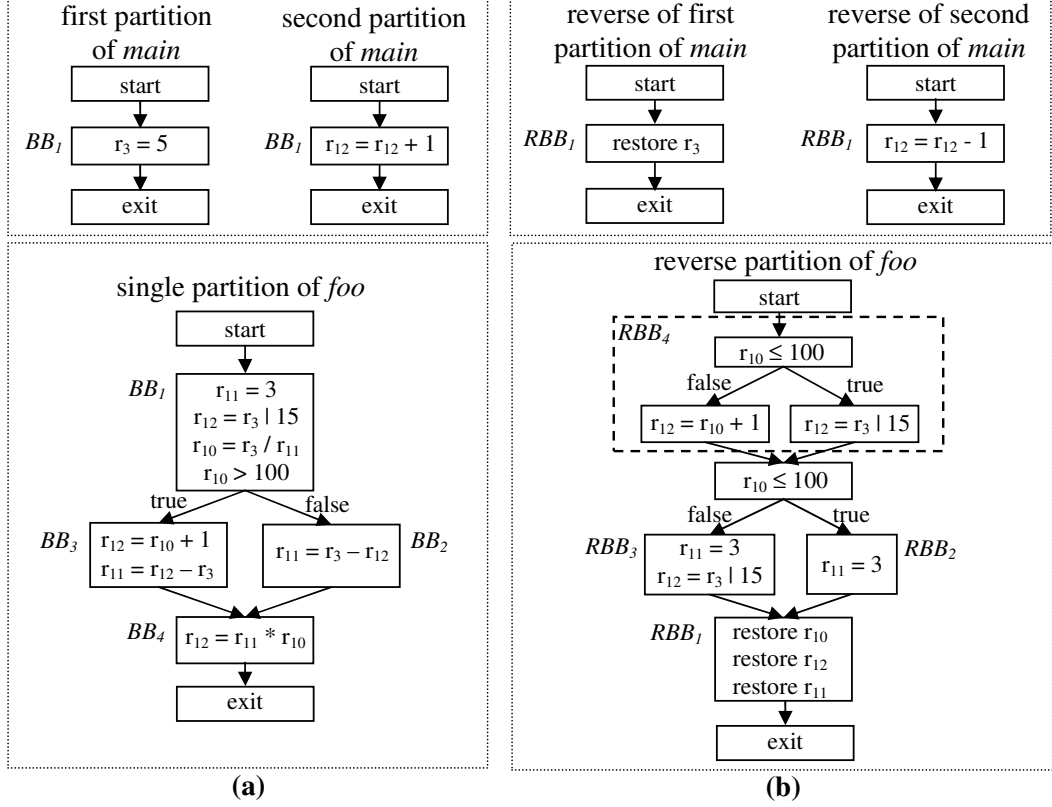 first partition
of main
start
BB₁
r₃ = 5
exit
second partition
of main
start
BB₁
r₁₂ = r₁₂ + 1
exit
reverse of first
partition of main
start
RBB₁
restore r₃
exit
reverse of second
partition of main
start
RBB₁
r₁₂ = r₁₂ - 1
exit
single partition of foo
start
BB₁
r₁₁ = 3
r₁₂ = r₃ | 15
r₁₀ = r₃ / r₁₁
r₁₀ > 100
true
false
BB₃
r₁₂ = r₁₀ + 1
r₁₁ = r₁₂ – r₃
r₁₁ = r₃ – r₁₂
BB₂
BB₄
r₁₂ = r₁₁ * r₁₀
exit
(a)
reverse partition of foo
start
RBB₄
r₁₀ ≤ 100
false
true
r₁₂ = r₁₀ + 1
r₁₂ = r₃ | 15
r₁₀ ≤ 100
false
true
RBB₃
r₁₁ = 3
r₁₂ = r₃ | 15
r₁₁ = 3
RBB₂
RBB₁
restore r₁₀
restore r₁₂
restore r₁₁
exit
(b)